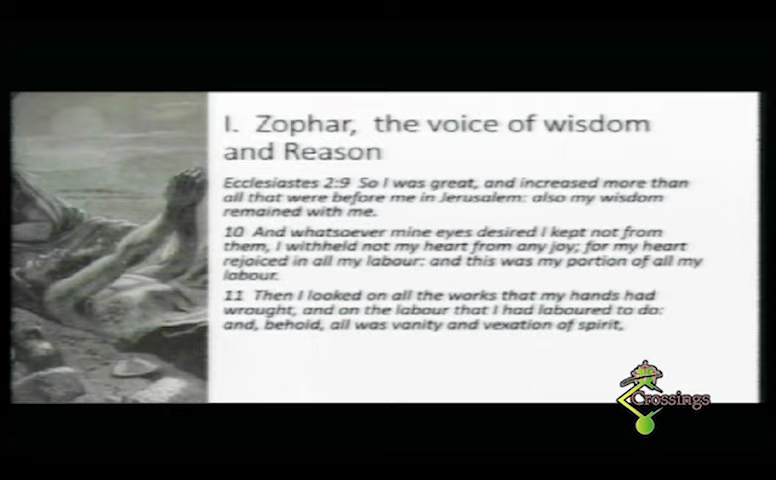 I. Zophar, the voice of wisdom
and Reason
Ecclesiastes 2:9 So I was great, and increased more than
all that were before me in Jerusalem: also my wisdom
remained with me.
10 And whatsoever mine eyes desired I kept not from
them, I withheld not my heart from any joy; for my heart
rejoiced in all my labour: and this was my portion of all my
labour.
11 Then I looked on all the works that my hands had
wrought, and on the labour that I had laboured to do:
and, behold, all was vanity and vexation of spirit,
Crossings